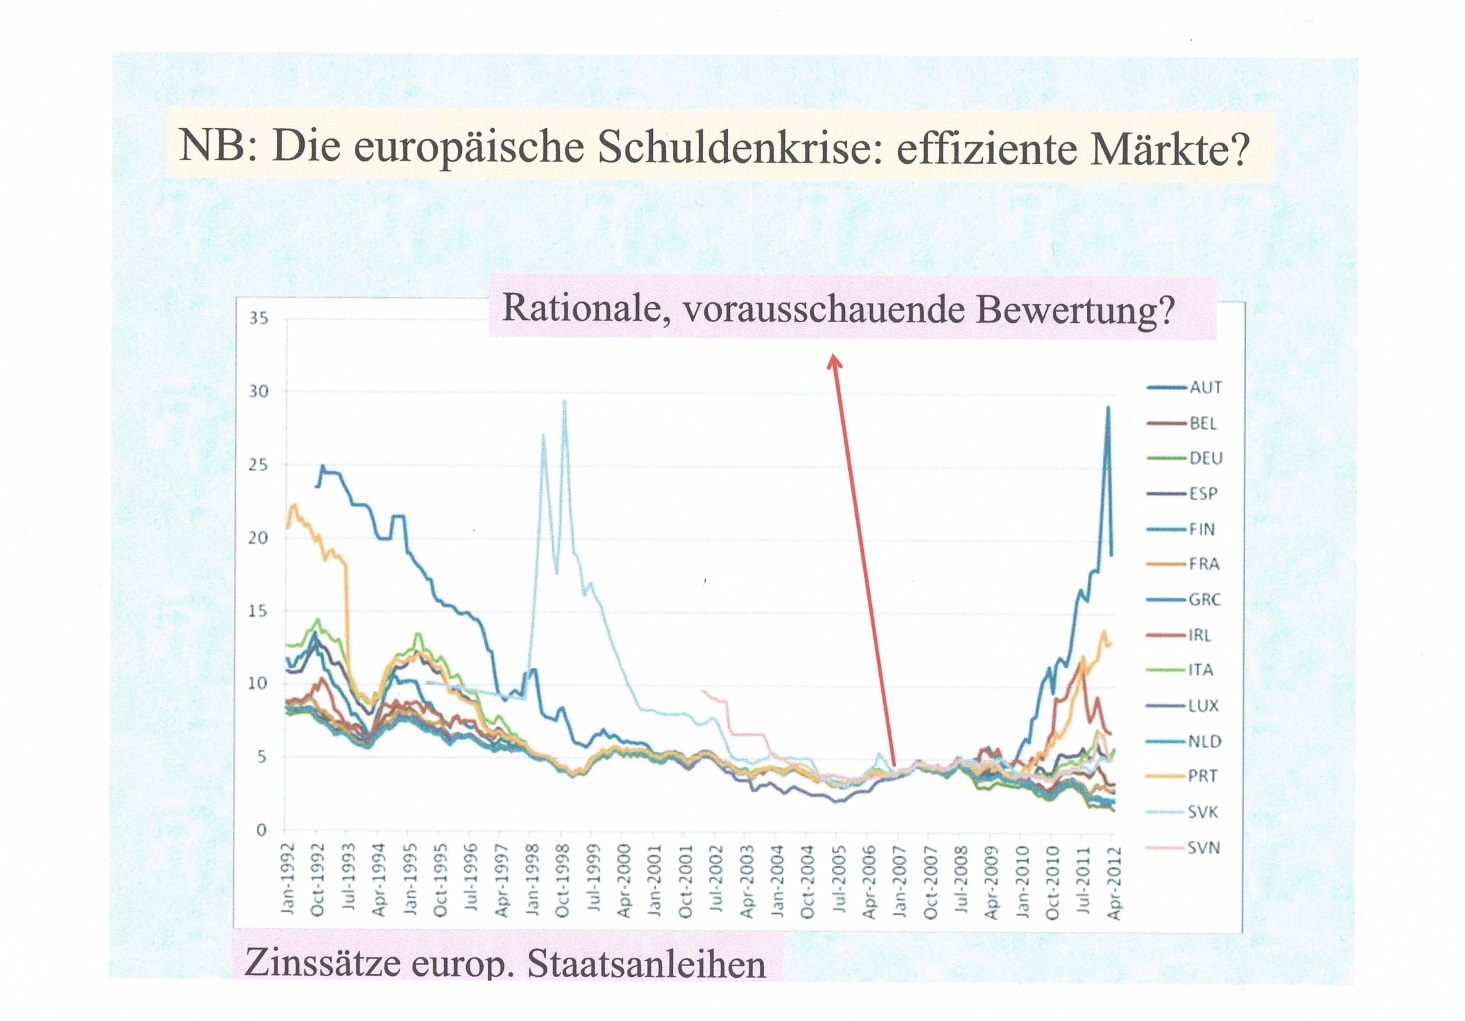 NB: Die europäische Schuldenkrise: effiziente Märkte?
Rationale, vorausschauende Bewertung?
35
30
25
20
15
10
5
0
Jan-1992
Oct-1992
Jul-1993
Apr-1994
Jan-1995
Oct-1995
Jul-1996
Apr-1997
Jan-1998
Oct-1998
Jul-1999
Apr-2000
Jan-2001
Oct-2001
Jul-2002
Apr-2003
Jan-2004
Oct-2004
Jul-2005
Apr-2006
Jan-2007
Oct-2007
Jul-2008
Apr-2009
Jan-2010
Oct-2010
Jul-2011
Apr-2012
AUT
BEL
DEU
ESP
FIN
FRA
GRC
IRL
ITA
LUX
NLD
PRT
SVK
SVN
Zinssätze europ. Staatsanleihen